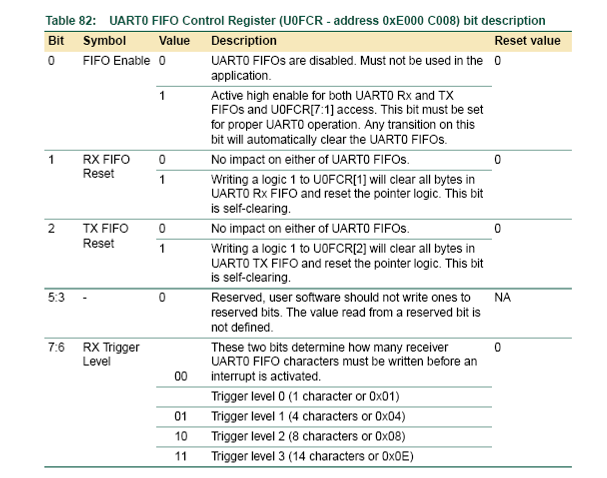 Table 82: UART0 FIFO Control Register (U0FCR - address 0xE000 C008) bit description
Bit Symbol Value Description Reset value
0 FIFO Enable 0 UART0 FIFOs are disabled. Must not be used in the 0
application.
1 Active high enable for both UART0 Rx and TX
FIFOs and U0FCR[7:1] access. This bit must be set
for proper UART0 operation. Any transition on this
bit will automatically clear the UART0 FIFOs.
1 RX FIFO 0 No impact on either of UART0 FIFOs. 0
Reset 1 Writing a logic 1 to U0FCR[1] will clear all bytes in
UART0 Rx FIFO and reset the pointer logic. This bit
is self-clearing.
2 TX FIFO 0 No impact on either of UART0 FIFOs. 0
Reset 1 Writing a logic 1 to U0FCR[2] will clear all bytes in
UART0 TX FIFO and reset the pointer logic. This bit
is self-clearing.
5:3 - 0 Reserved, user software should not write ones to NA
reserved bits. The value read from a reserved bit is
not defined.
7:6 RX Trigger These two bits determine how many receiver 0
Level UART0 FIFO characters must be written before an
00 interrupt is activated.
Trigger level 0 (1 character or 0x01)
01 Trigger level 1 (4 characters or 0x04)
10 Trigger level 2 (8 characters or 0x08)
11 Trigger level 3 (14 characters or 0x0E)